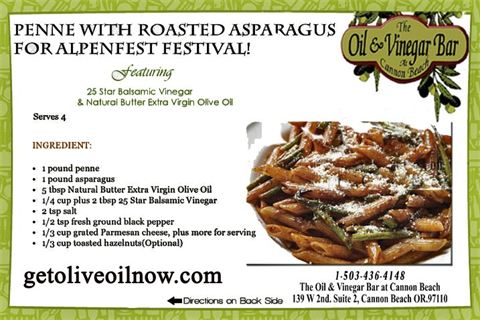 PENNE WITH ROASTED ASPARAGUS
FOR ALPENFEST FESTIVAL!
The
Oil & Vinegar Bar
At
Cannon Beach
Featuring
25 Star Balsamic Vinegar
& Natural Butter Extra Virgin Olive Oil
Serves 4
INGREDIENT:
• 1 pound penne
• 1 pound asparagus
• 5 tbsp Natural Butter Extra Virgin Olive Oil
• 1/4 cup plus 2 tbsp 25 Star Balsamic Vinegar
• 2 tsp salt
• 1/2 tsp fresh ground black pepper
• 1/3 cup grated Parmesan cheese, plus more for serving
• 1/3 cup toasted hazelnuts(Optional)
getoliveoilnow.com
Directions on Back Side
1-503-436-4148
The Oil & Vinegar Bar at Cannon Beach
139 W 2nd. Suite 2, Cannon Beach OR.97110